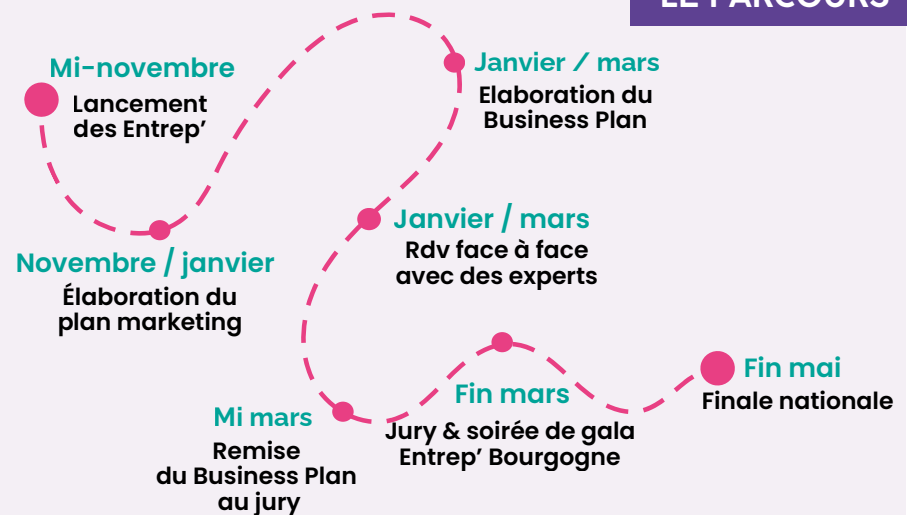 LE PARCOURS
Mi-novembre
Lancement
des Entrep’
Novembre / janvier
Élaboration du
plan marketing
Janvier / mars
Elaboration du
Business Plan
Janvier / mars
Rdv face à face
avec des experts
Mi mars
Remise
du Business Plan
au jury
Fin mars
Jury & soirée de gala
Entrep’ Bourgogne
Fin mai
Finale nationale